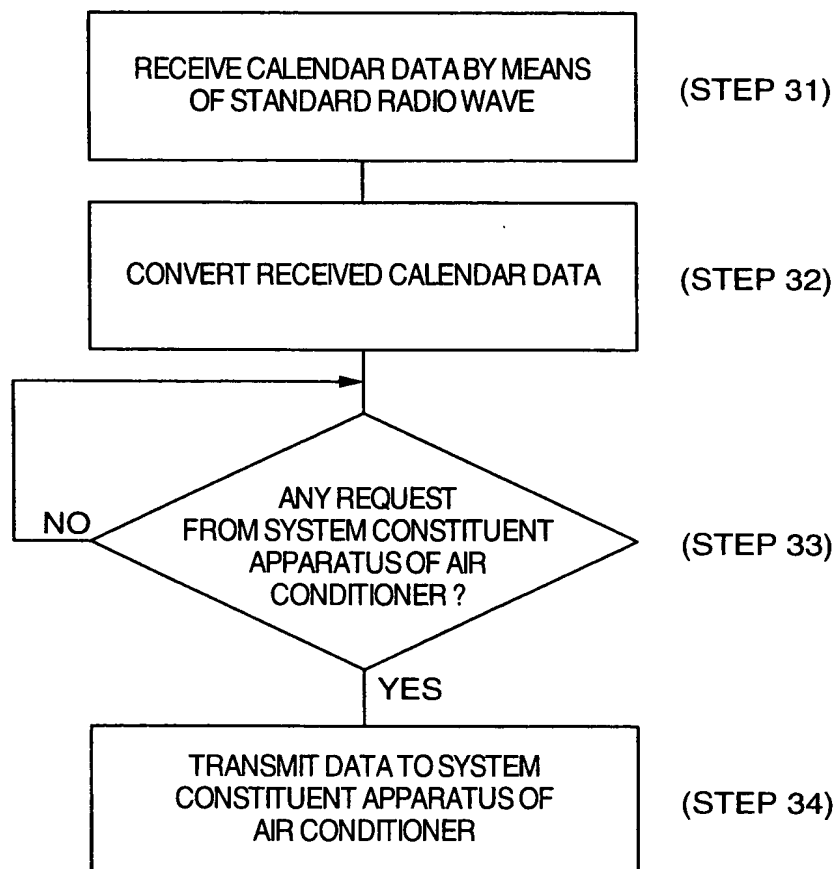 RECEIVE CALENDAR DATA BY MEANS
OF STANDARD RADIO WAVE
(STEP 31)
CONVERT RECEIVED CALENDAR DATA
(STEP 32)
ANY REQUEST
FROM SYSTEM CONSTITUENT
APPARATUS OF AIR
CONDITIONER ?
NO
(STEP 33)
YES
TRANSMIT DATA TO SYSTEM
CONSTITUENT APPARATUS OF
AIR CONDITIONER
(STEP 34)